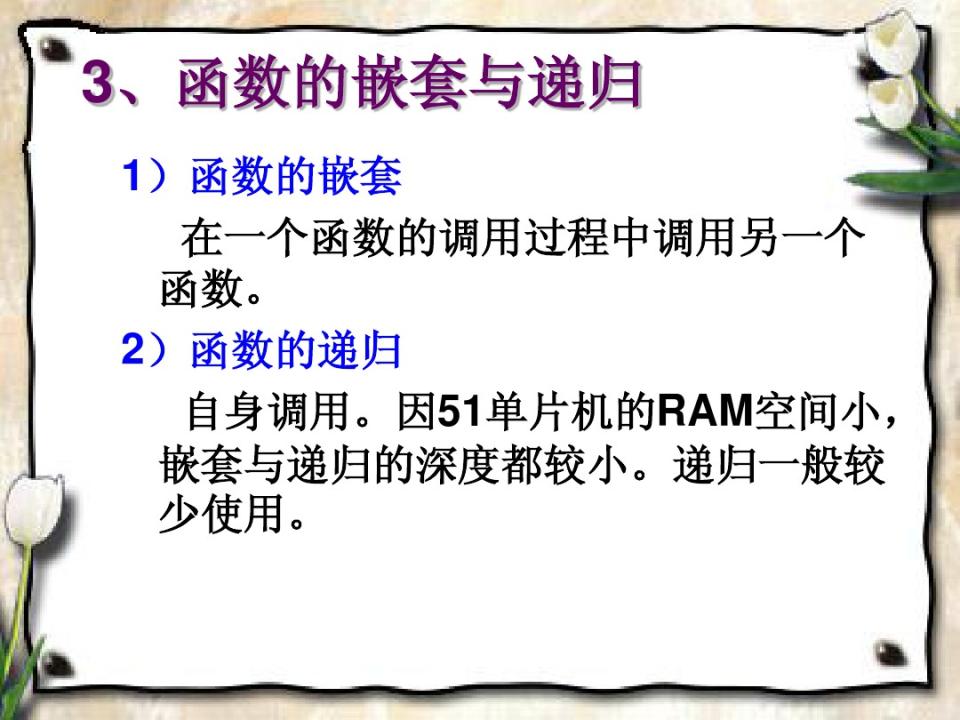 3、函数的嵌套与递归
1）函数的嵌套
在一个函数的调用过程中调用另一个
函数。
2）函数的递归
自身调用。因51单片机的RAM空间小，
嵌套与递归的深度都较小。递归一般较
少使用。